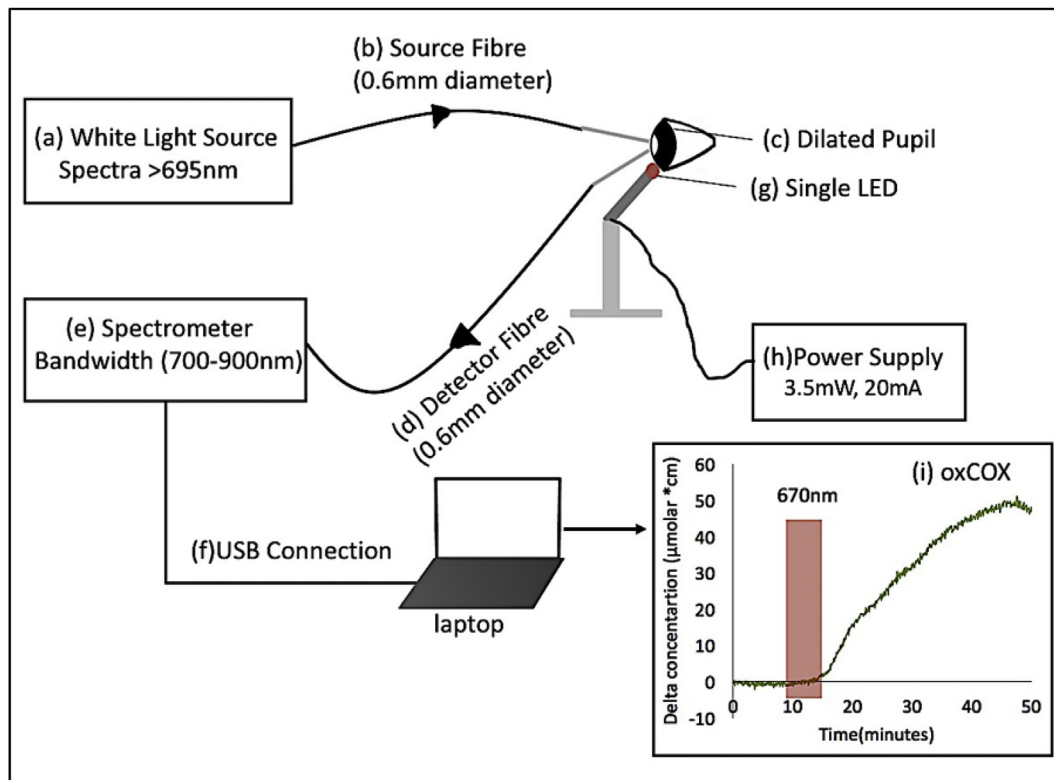 (b) Source Fibre
(0.6mm diameter)
(a) White Light Source
Spectra >695nm
(c) Dilated Pupil
(g) Single LED
(e) Spectrometer
Bandwidth (700-900nm)
(d) Detector Fibre
(0.6mm diameter)
(h)Power Supply
3.5mW, 20mA
(f)USB Connection
laptop
(i) oxCOX
670nm
Delta concentartion (µmolar *cm)
60
50
40
30
20
10
0
-10
0
10
20
30
40
50
Time(minutes)